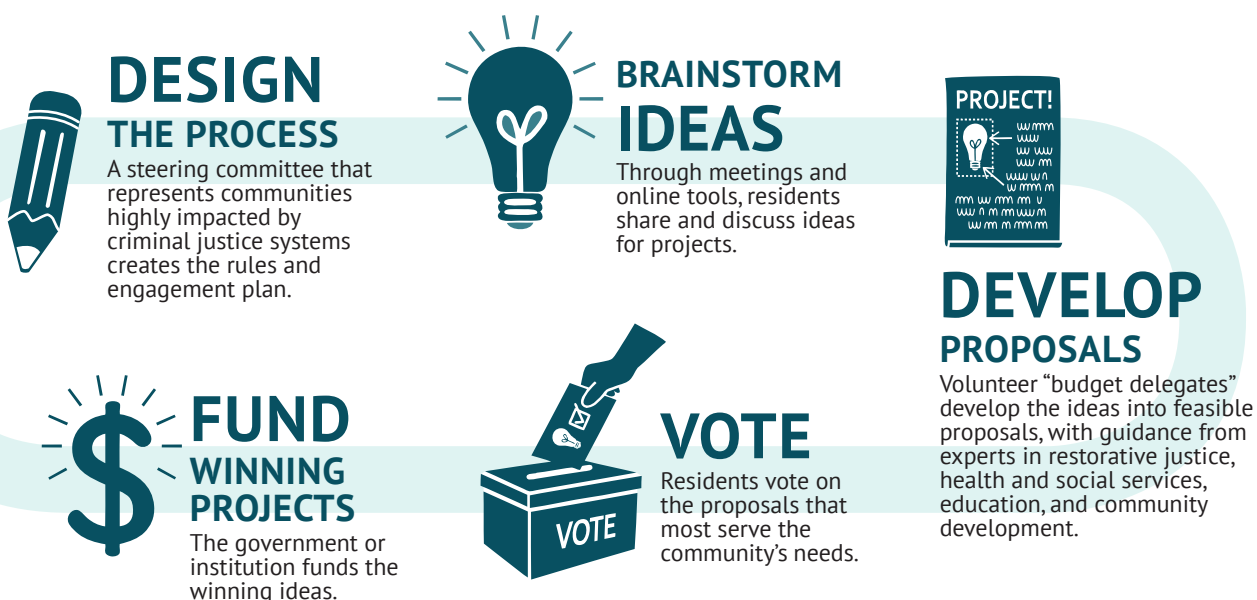 DESIGN
THE PROCESS
A steering committee that
represents communities
highly impacted by
criminal justice systems
creates the rules and
engagement plan.
BRAINSTORM
IDEAS
Through meetings and
online tools, residents
share and discuss ideas
for projects.
PROJECT!
DEVELOP
PROPOSALS
Volunteer “budget delegates”
develop the ideas into feasible
proposals, with guidance from
experts in restorative justice,
health and social services,
education, and community
development.
VOTE
VOTE
Residents vote on
the proposals that
most serve the
community’s needs.
FUND
WINNING
PROJECTS
The government or
institution funds the
winning ideas.